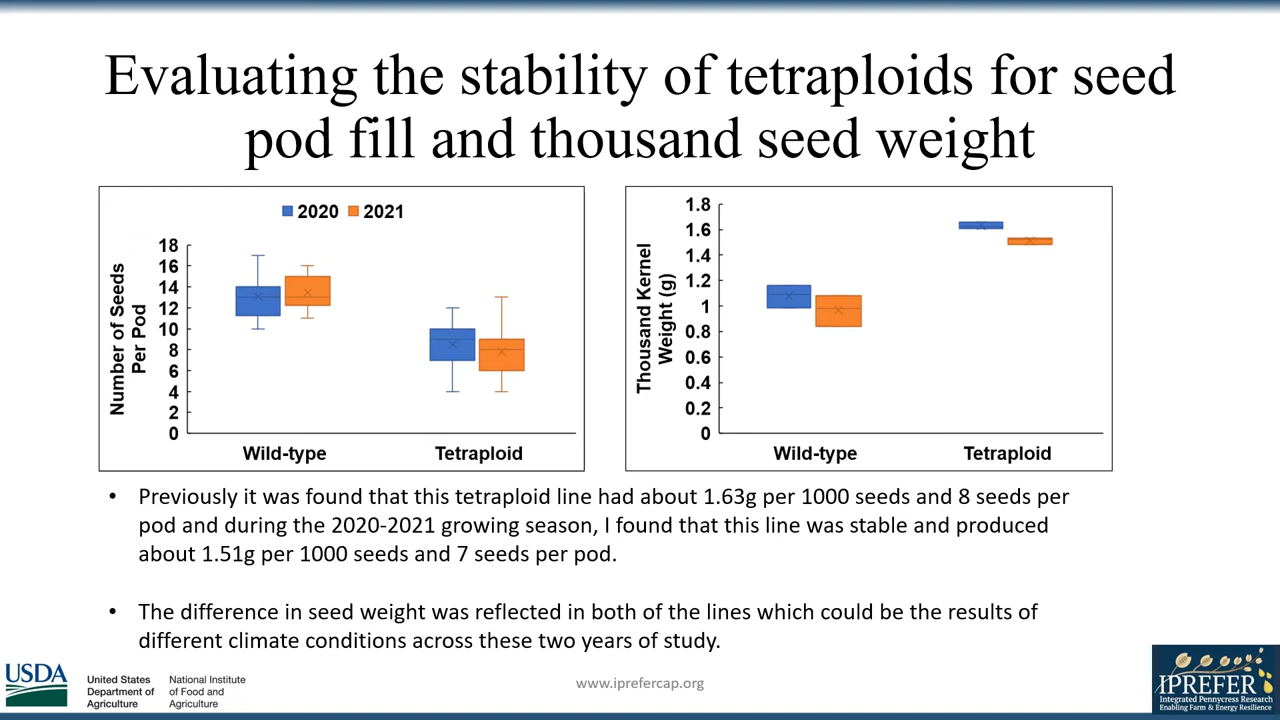 Evaluating the stability of tetraploids for seed
pod fill and thousand seed weight
2020 2021
Number of Seeds
Per Pod
18
16
14
12
10
8
6
4
2
0
Wild-type Tetraploid
Thousand Kernel
Weight (g)
1.8
1.6
1.4
1.2
1
0.8
0.6
0.4
0.2
0
Wild-type Tetraploid
• Previously it was found that this tetraploid line had about 1.63g per 1000 seeds and 8 seeds per
pod and during the 2020-2021 growing season, I found that this line was stable and produced
about 1.51g per 1000 seeds and 7 seeds per pod.
• The difference in seed weight was reflected in both of the lines which could be the results of
different climate conditions across these two years of study.
USDA
United States
Department of
Agriculture
National Institute
of Food and
Agriculture
www.iprefercap.org
IPREFER
Integrated Pennycress Research
Enabling Farm & Energy Resilience